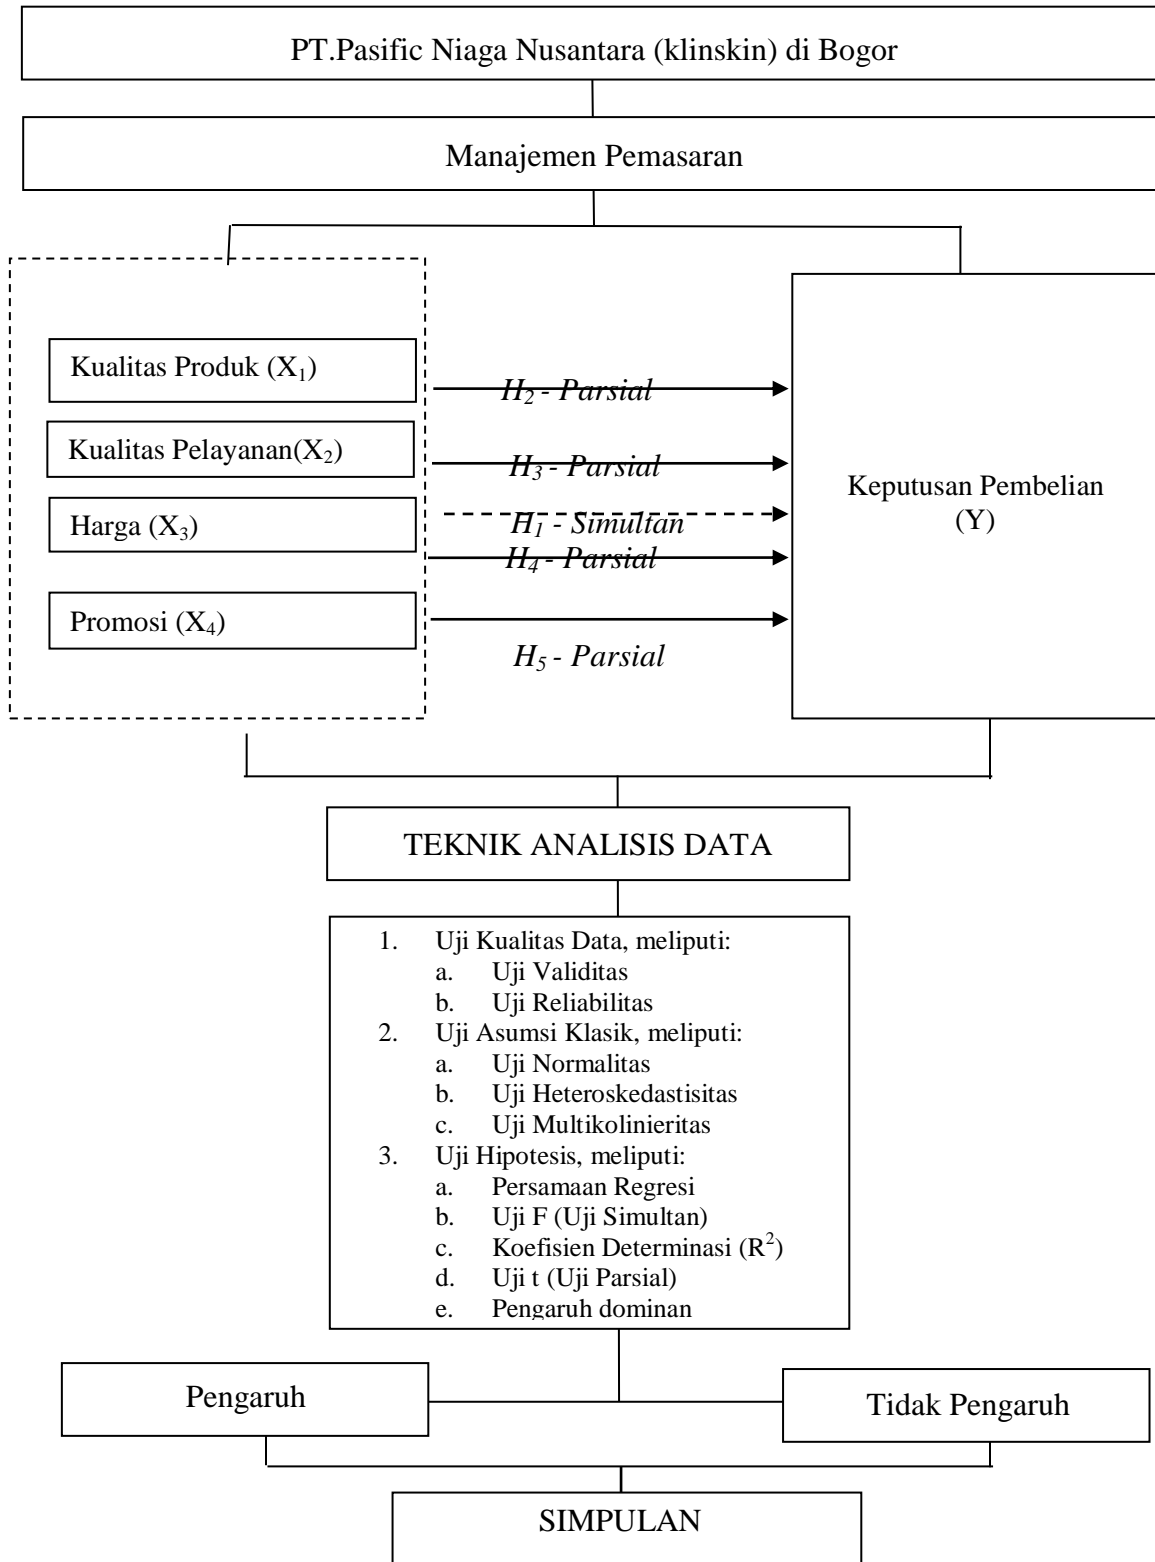 PT.Pasific Niaga Nusantara (klinskin) di Bogor
Manajemen Pemasaran
Kualitas Produk (X₁)
H₂ - Parsial
Kualitas Pelayanan(X₂)
H₃ - Parsial
Keputusan Pembelian
(Y)
Harga (X₃)
H₁ - Simultan
H₄ - Parsial
Promosi (X₄)
H₅ - Parsial
TEKNIK ANALISIS DATA
1. Uji Kualitas Data, meliputi:
a. Uji Validitas
b. Uji Reliabilitas
2. Uji Asumsi Klasik, meliputi:
a. Uji Normalitas
b. Uji Heteroskedastisitas
c. Uji Multikolinieritas
3. Uji Hipotesis, meliputi:
a. Persamaan Regresi
b. Uji F (Uji Simultan)
c. Koefisien Determinasi (R²)
d. Uji t (Uji Parsial)
e. Pengaruh dominan
Pengaruh
Tidak Pengaruh
SIMPULAN